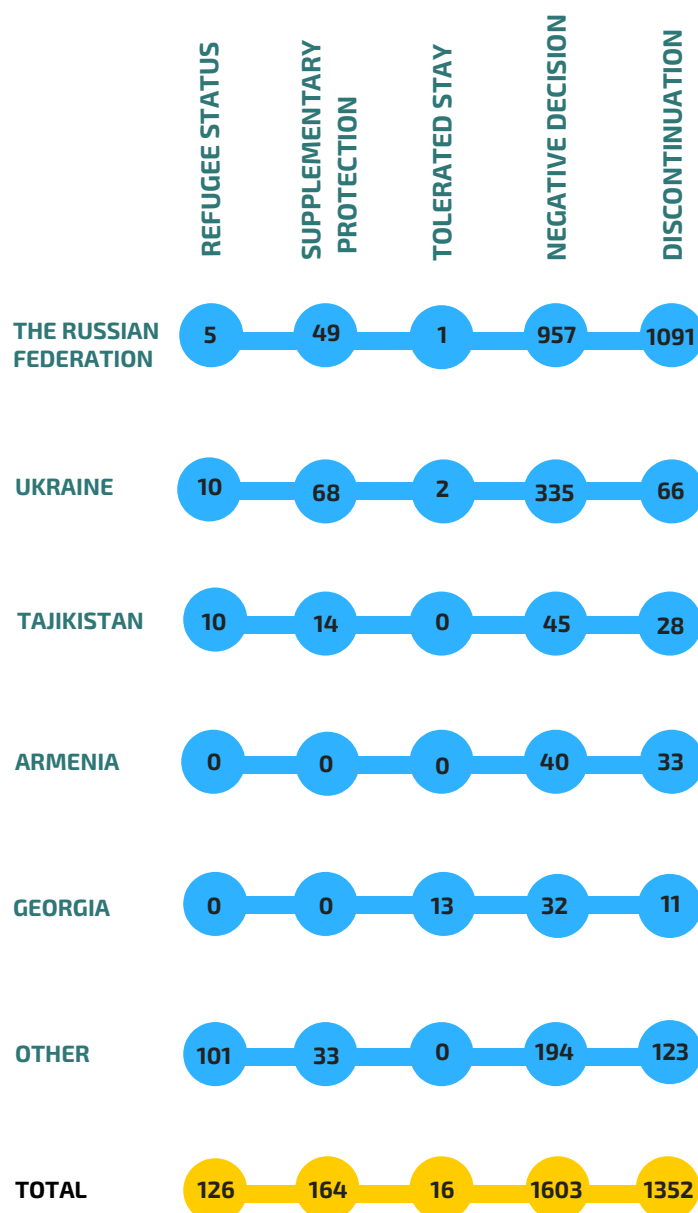 REFUGEE STATUS
SUPPLEMENTARY
PROTECTION
TOLERATED STAY
NEGATIVE DECISION
DISCONTINUATION
THE RUSSIAN
FEDERATION
5 49 1 957 1091
UKRAINE 10 68 2 335 66
TAJIKISTAN 10 14 0 45 28
ARMENIA 0 0 0 40 33
GEORGIA 0 0 13 32 11
OTHER 101 33 0 194 123
TOTAL 126 164 16 1603 1352